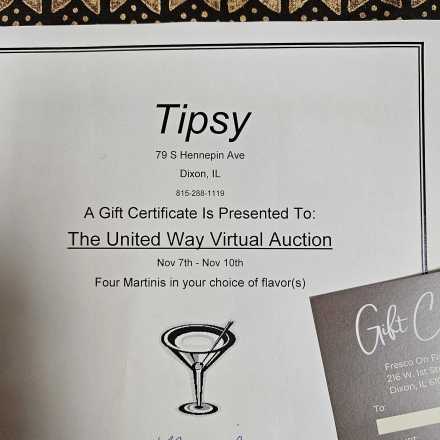 Tipsy
79 S Hennepin Ave
Dixon, IL
815-288-1119
A Gift Certificate Is Presented To:
The United Way Virtual Auction
Nov 7th - Nov 10th
Four Martinis in your choice of flavor(s)
Gift C
Fresco On Fi
216 W. 1st St
Dixon, IL 61
To: